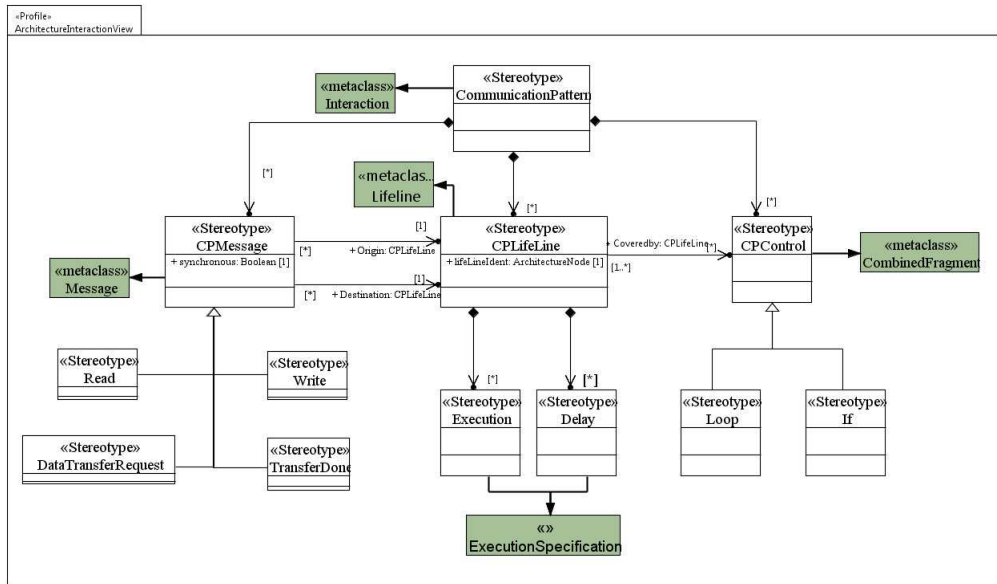 «Profile»
ArchitectureInteractionView
«metaclass»
Interaction
«Stereotype»
CommunicationPattern
[*]
«metaclas...
Lifeline
[*]
[*]
«Stereotype»
CPMessage
+ synchronous: Boolean [1]
[*]
[1]
+ Origin: CPLifeLine
[*]
[1]
+ Destination: CPLifeLine
«Stereotype»
CPLifeLine
+ lifeLineIdent: ArchitectureNode [1]
+ Coveredby: CPLifeLine
[*]
[1..*]
«Stereotype»
CPControl
«metaclass»
CombinedFragment
«metaclass»
Message
«Stereotype»
Read
«Stereotype»
Write
«Stereotype»
DataTransferRequest
«Stereotype»
TransferDone
[*]
[*]
«Stereotype»
Execution
«Stereotype»
Delay
«Stereotype»
Loop
«Stereotype»
If
«»
ExecutionSpecification